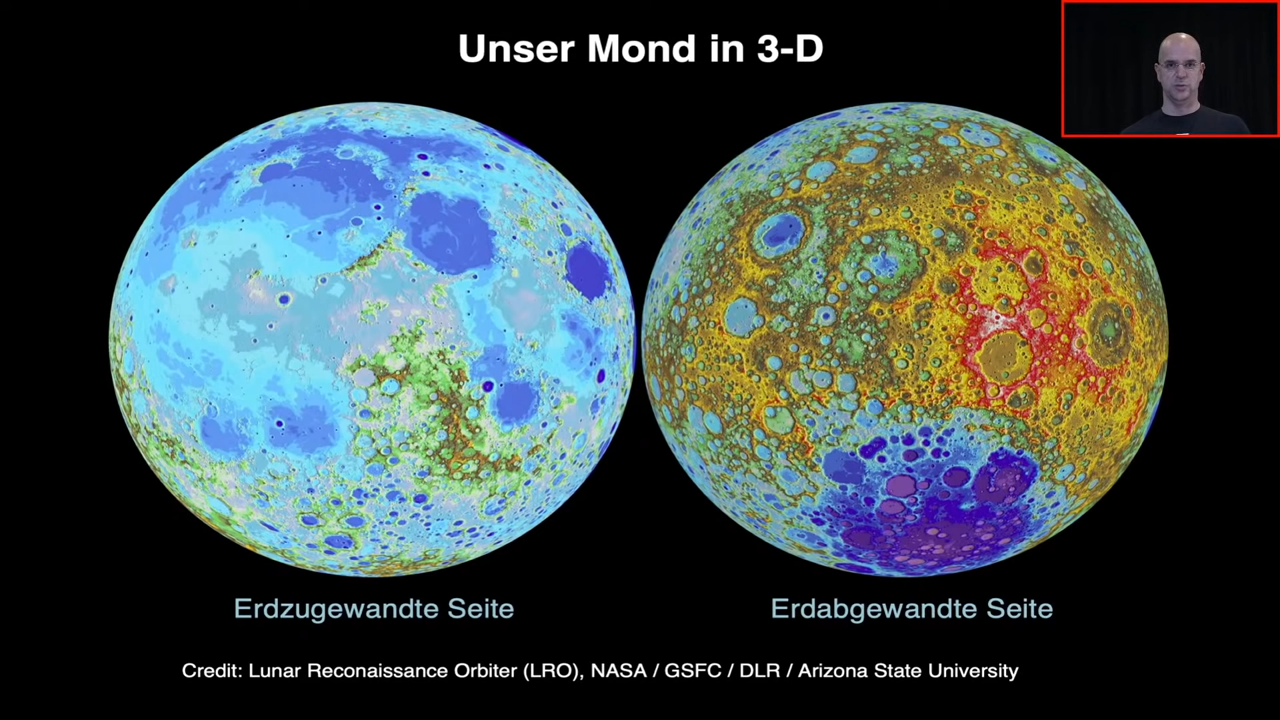 Unser Mond in 3-D
Erdzugewandte Seite
Erdabgewandte Seite
Credit: Lunar Reconaissance Orbiter (LRO), NASA / GSFC / DLR / Arizona State University